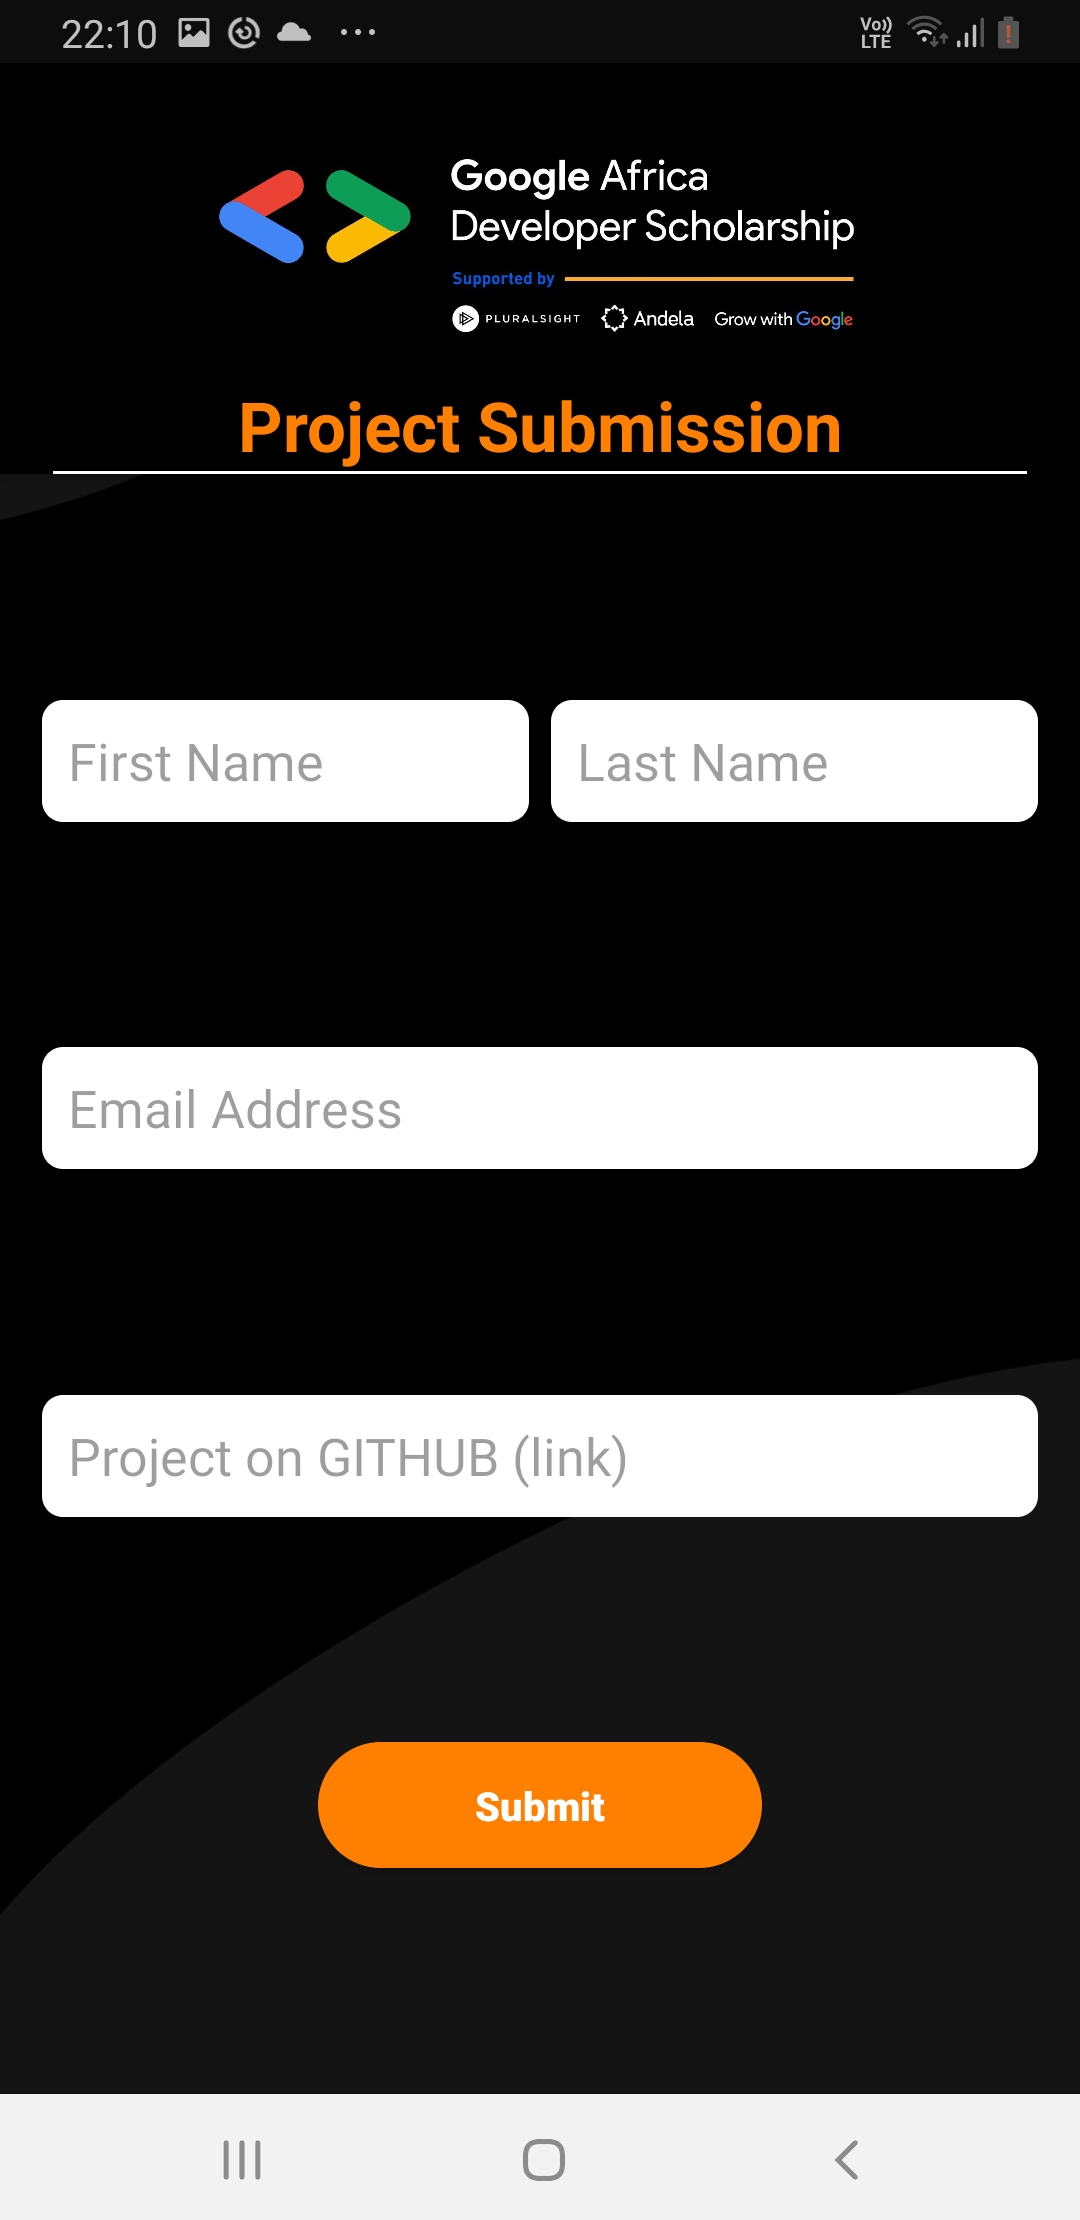 22:10
Vo)) LTE
Google Africa
Developer Scholarship
Supported by
PLURALSIGHT Andela Grow with Google
Project Submission
First Name Last Name
Email Address
Project on GITHUB (link)
Submit